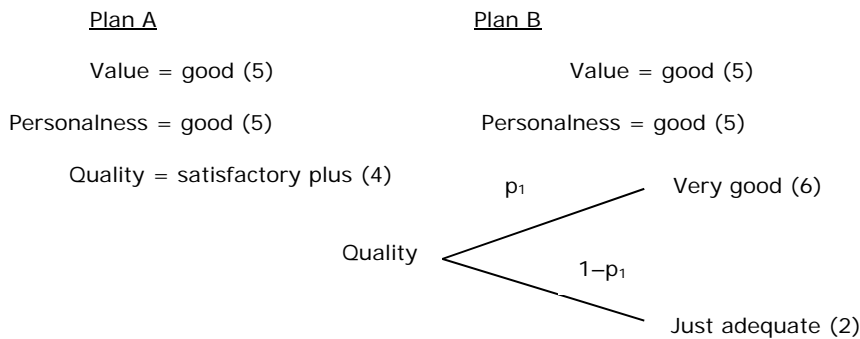 Plan A
Plan B
Value = good (5)
Value = good (5)
Personalness = good (5)
Personalness = good (5)
Quality = satisfactory plus (4)
p₁
Very good (6)
Quality
1–p₁
Just adequate (2)